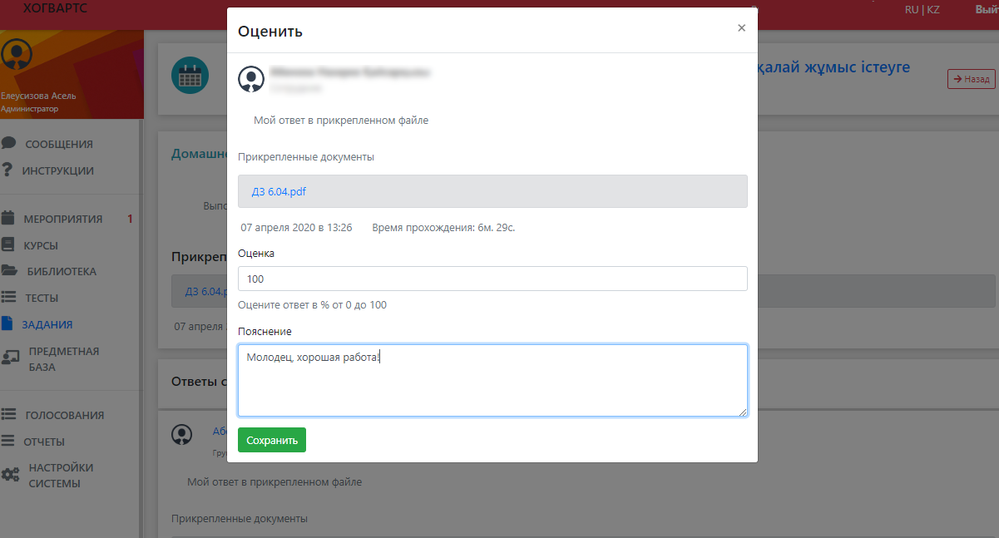 ХОГВАРТС
RU | KZ
Вый
Елеусизова Асель
Администратор
СООБЩЕНИЯ
ИНСТРУКЦИИ
МЕРОПРИЯТИЯ 1
КУРСЫ
БИБЛИОТЕКА
ТЕСТЫ
ЗАДАНИЯ
ПРЕДМЕТНАЯ
БАЗА
ГОЛОСОВАНИЯ
ОТЧЕТЫ
НАСТРОЙКИ
СИСТЕМЫ
қалай жұмыс істеуге
Назад
Домашне
Выпо
Прикреп
ДЗ 6.04.p
07 апреля
Ответы с
Або
Гру
Мой ответ в прикрепленном файле
Прикрепленные документы
Оценить
×
Мой ответ в прикрепленном файле
Прикрепленные документы
ДЗ 6.04.pdf
07 апреля 2020 в 13:26 Время прохождения: 6м. 29с.
Оценка
100
Оцените ответ в % от 0 до 100
Пояснение
Молодец, хорошая работа!
Сохранить